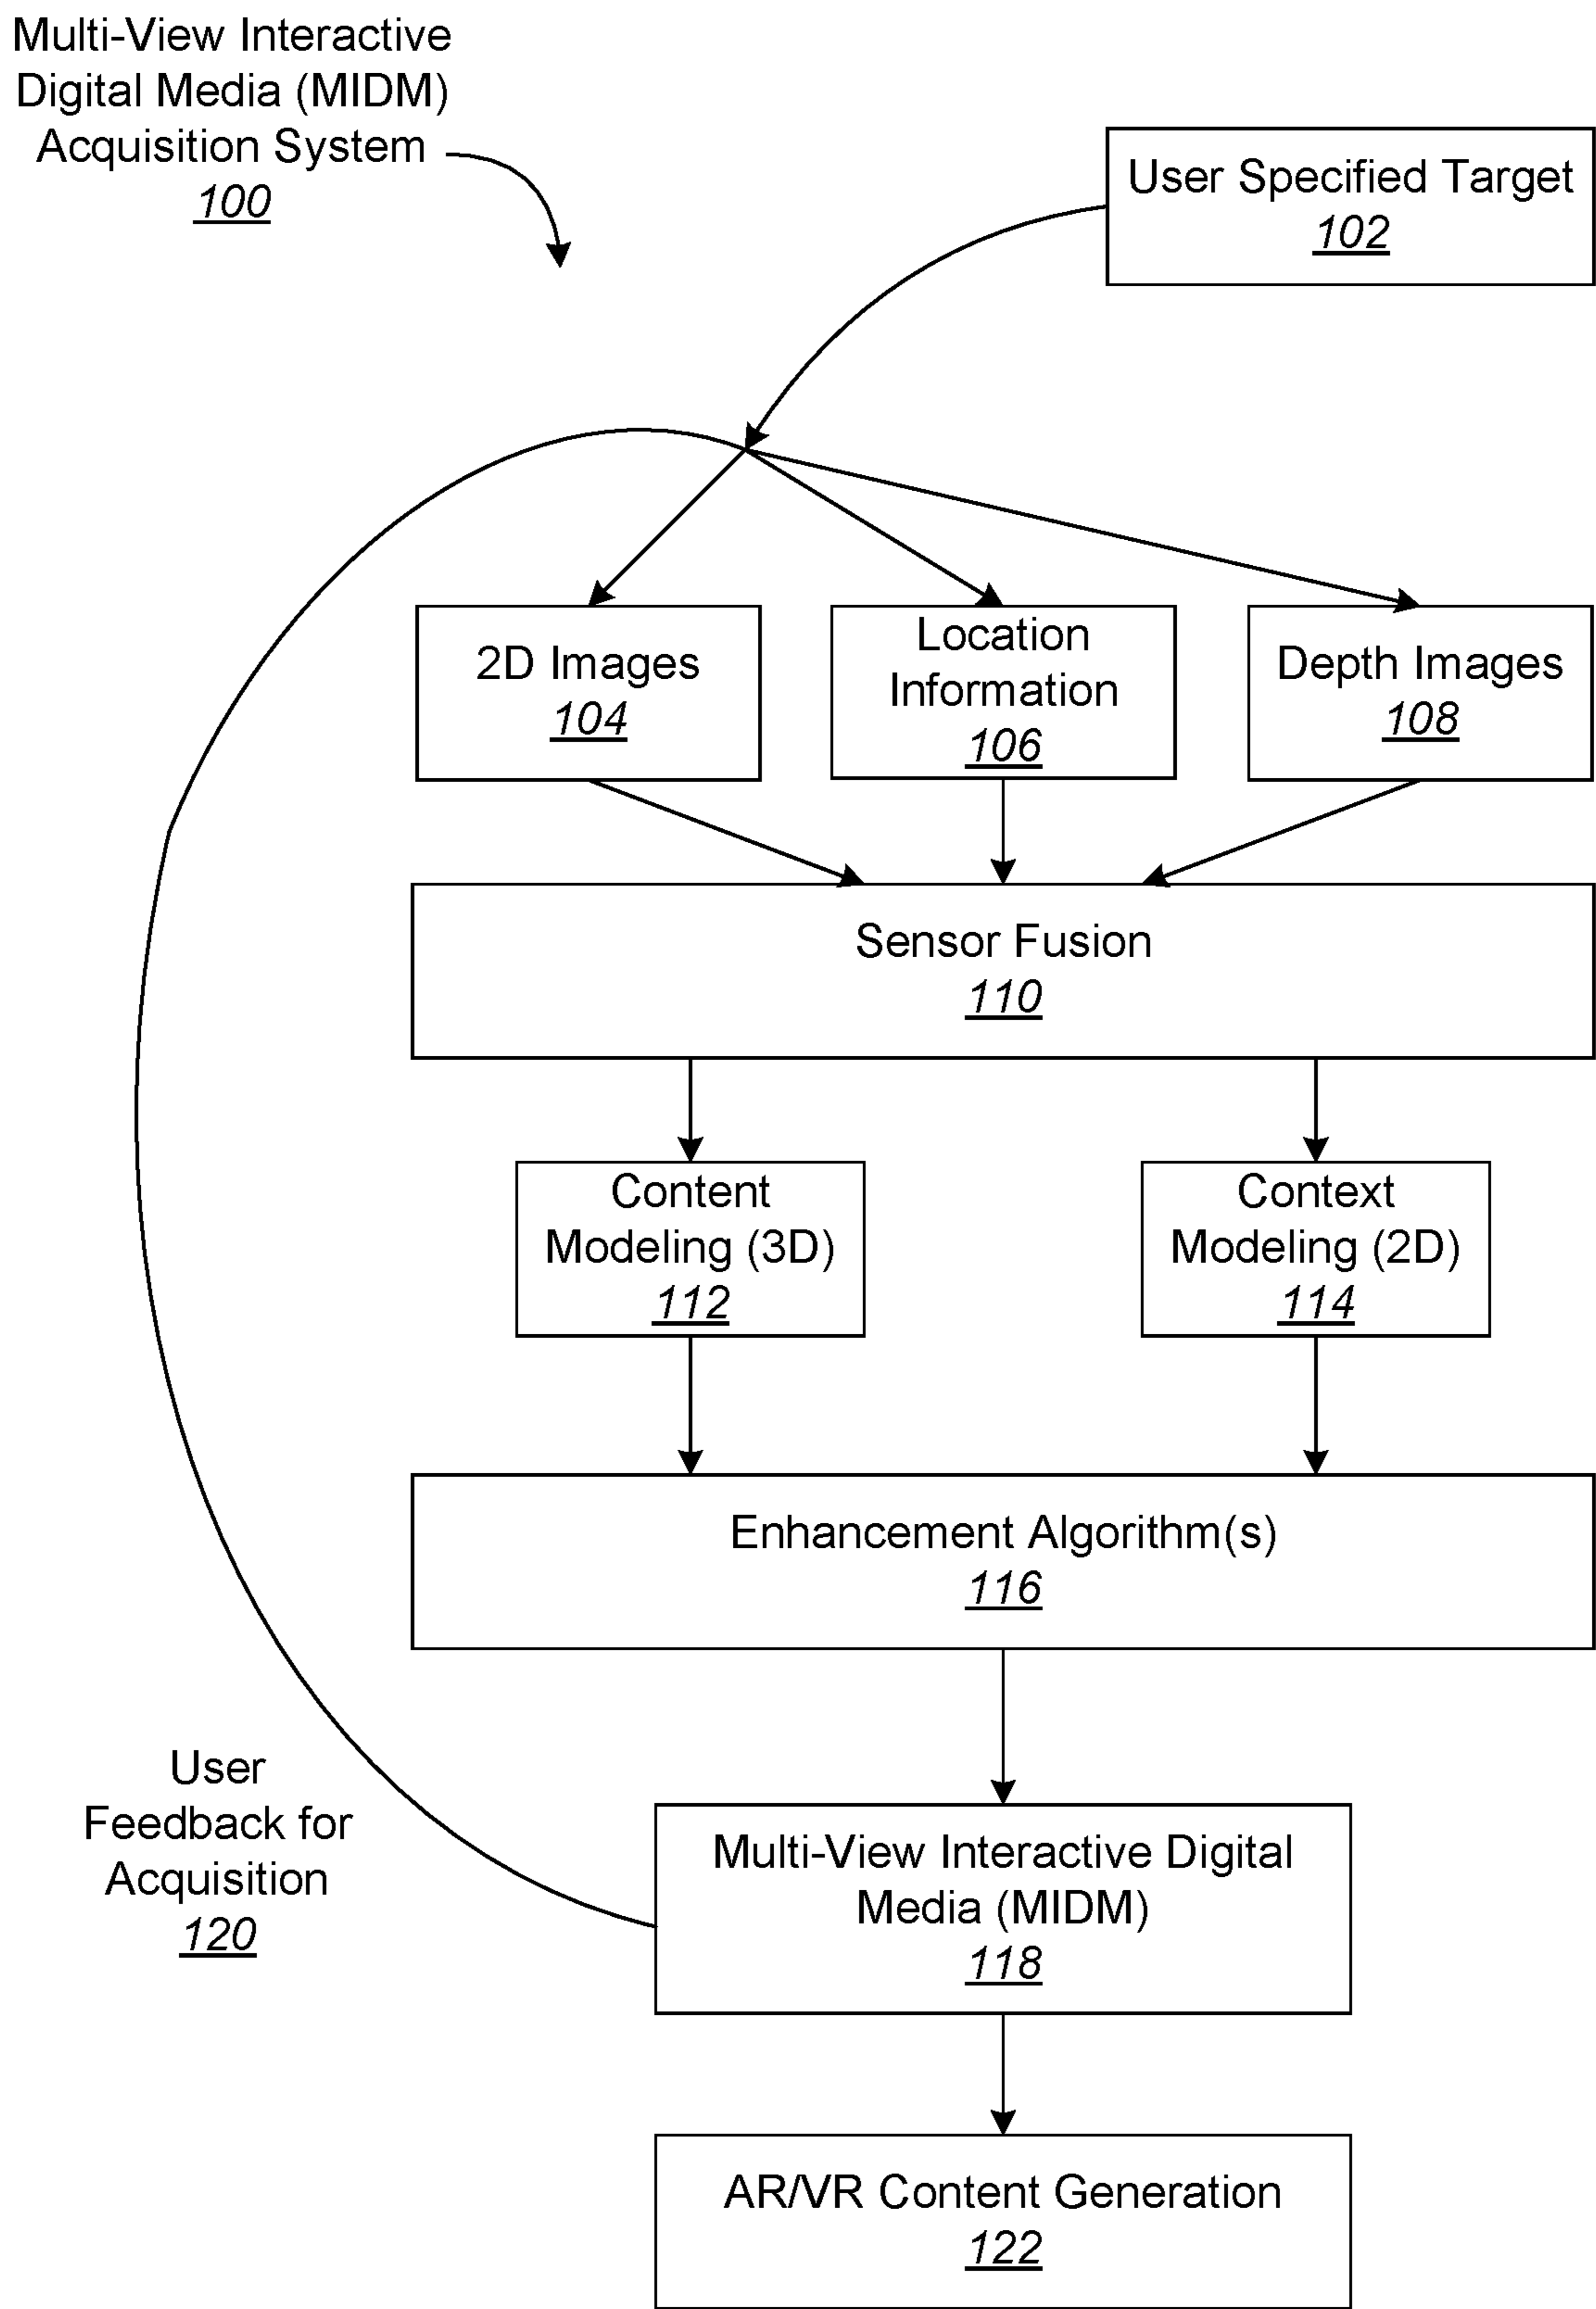 Multi-View Interactive
Digital Media (MIDM)
Acquisition System
100
User Specified Target
102
2D Images
104
Location
Information
106
Depth Images
108
Sensor Fusion
110
Content
Modeling (3D)
112
Context
Modeling (2D)
114
Enhancement Algorithm(s)
116
User
Feedback for
Acquisition
120
Multi-View Interactive Digital
Media (MIDM)
118
AR/VR Content Generation
122